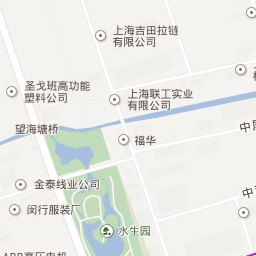 上海吉田拉链
有限公司
圣戈班高功能
塑料公司
上海联工实业
有限公司
望海塘桥
福华
中
金泰线业公司
中
闵行服装厂
水生园